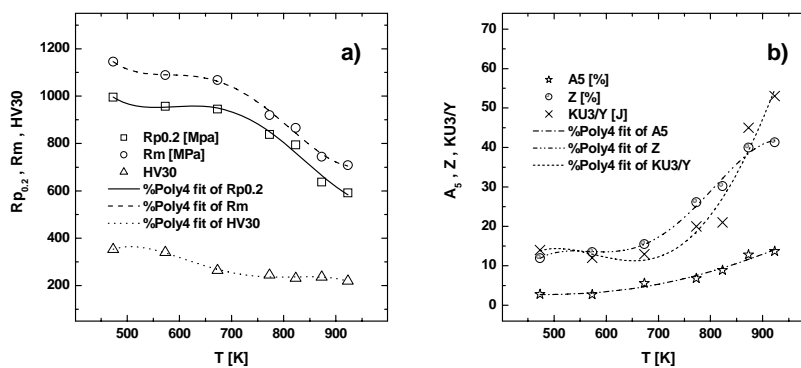 a)
1200
1000
800
600
400
200
Rp0.2 , Rm , HV30
Rp0.2 [Mpa]
Rm [MPa]
HV30
%Poly4 fit of Rp0.2
%Poly4 fit of Rm
%Poly4 fit of HV30
500 600 700 800 900
T [K]
b)
70
60
50
40
30
20
10
0
A5 , Z , KU3/Y
A5 [%]
Z [%]
KU3/Y [J]
%Poly4 fit of A5
%Poly4 fit of Z
%Poly4 fit of KU3/Y
500 600 700 800 900
T [K]